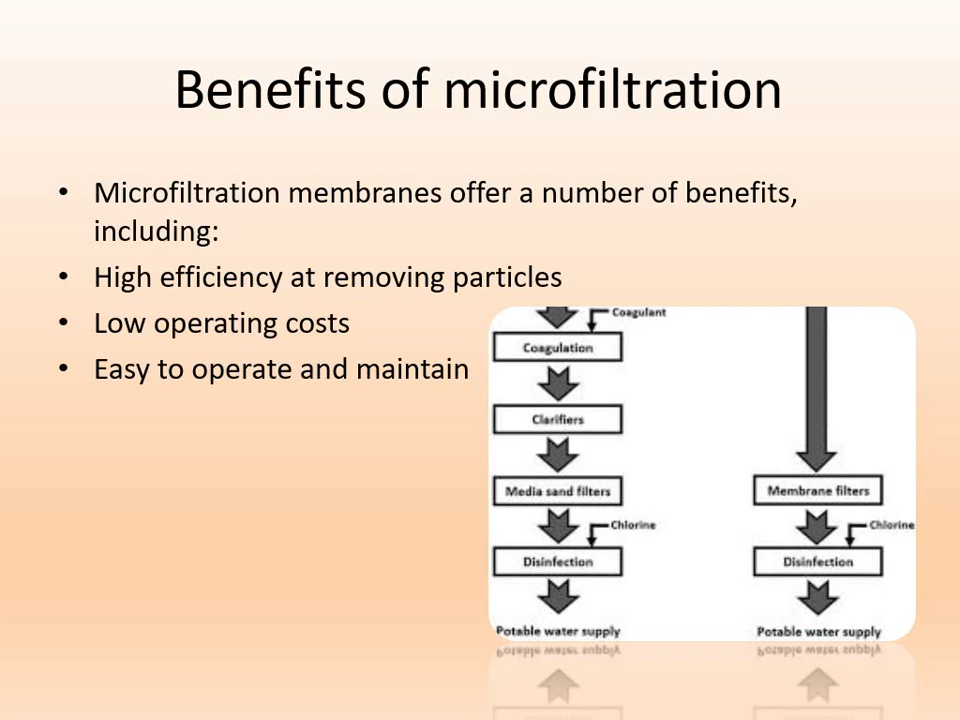 Benefits of microfiltration
• Microfiltration membranes offer a number of benefits,
including:
• High efficiency at removing particles
• Low operating costs
• Easy to operate and maintain
Coagulant
Coagulation
Clarifiers
Media sand filters
Chlorine
Disinfection
Potable water supply
Membrane filters
Chlorine
Disinfection
Potable water supply